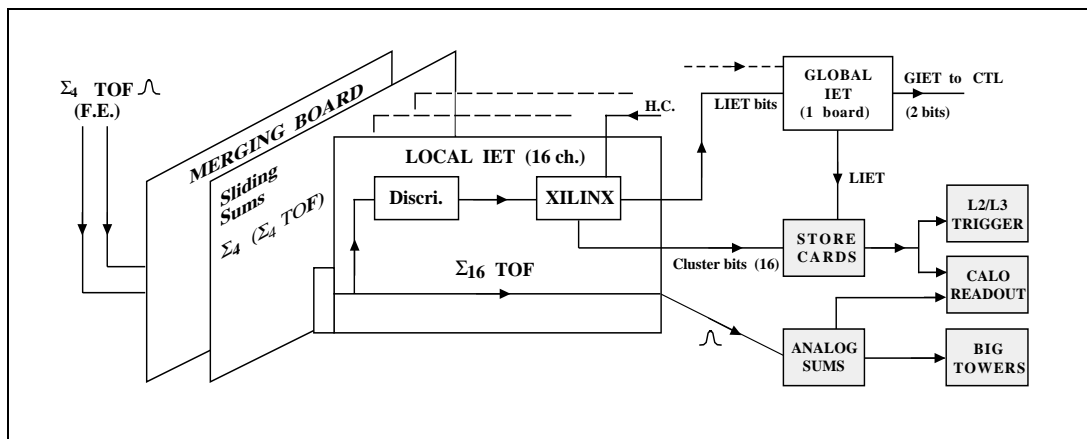 Σ4 TOF
(F.E.)
MERGING BOARD
Sliding
Sums
Σ4 (Σ4 TOF)
LOCAL IET (16 ch.)
Discri.
XILINX
H.C.
Σ16 TOF
LIET bits
GLOBAL
IET
(1 board)
GIET to CTL
(2 bits)
LIET
Cluster bits (16)
STORE
CARDS
L2/L3
TRIGGER
CALO
READOUT
ANALOG
SUMS
BIG
TOWERS